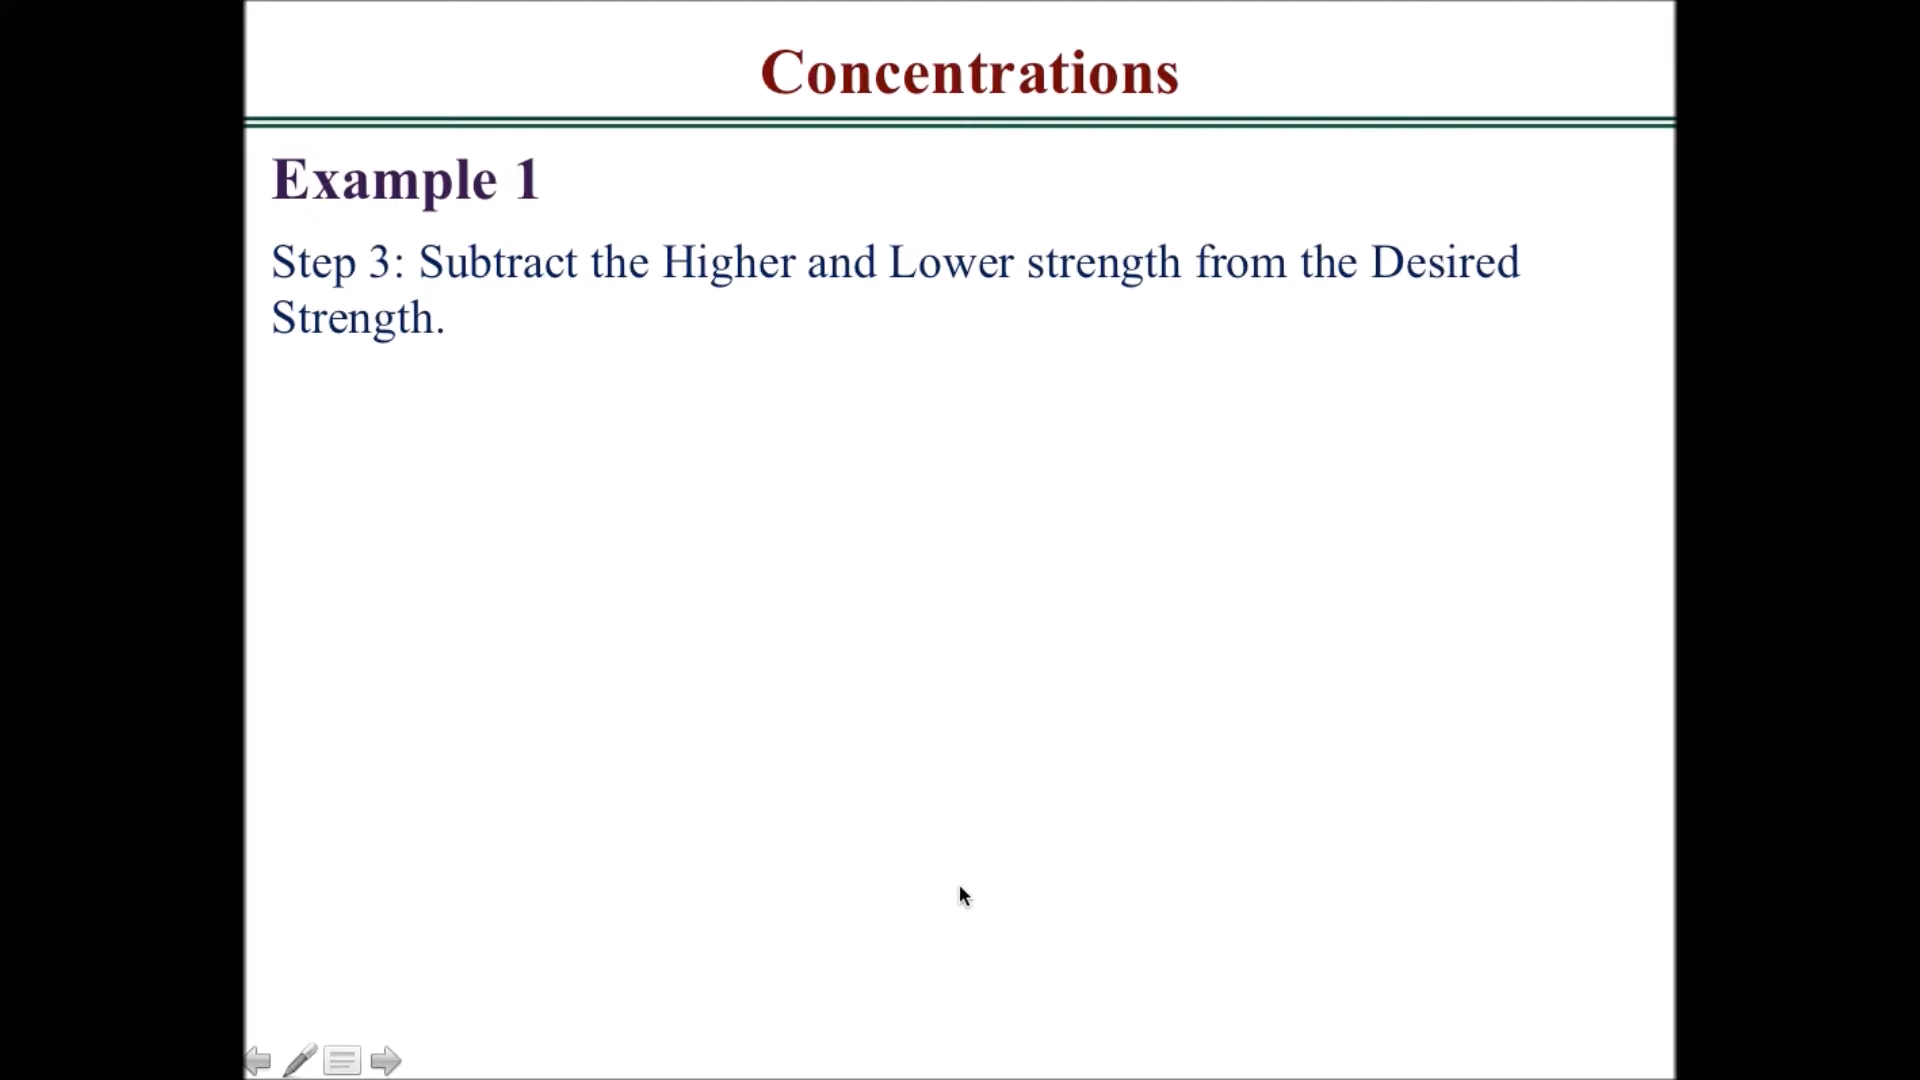 Concentrations
Example 1
Step 3: Subtract the Higher and Lower strength from the Desired
Strength.